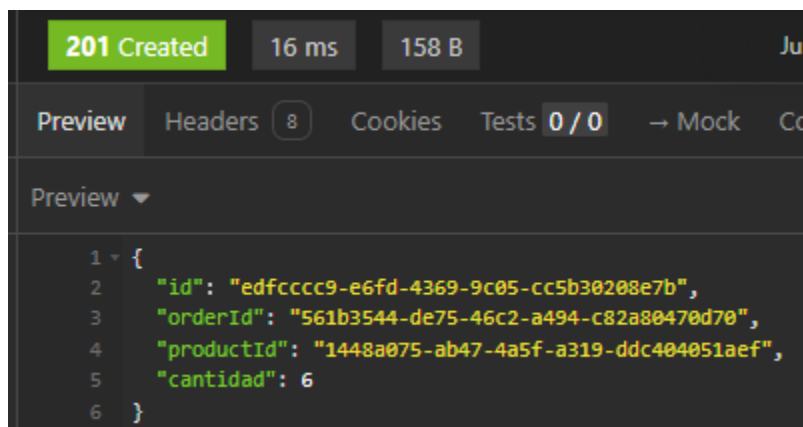 201 Created 16 ms 158 B Ju
Preview Headers 8 Cookies Tests 0 / 0 → Mock Co
Preview
1 {
2 "id": "edfcccc9-e6fd-4369-9c05-cc5b30208e7b",
3 "orderId": "561b3544-de75-46c2-a494-c82a80470d70",
4 "productId": "1448a075-ab47-4a5f-a319-ddc404051aef",
5 "cantidad": 6
6 }